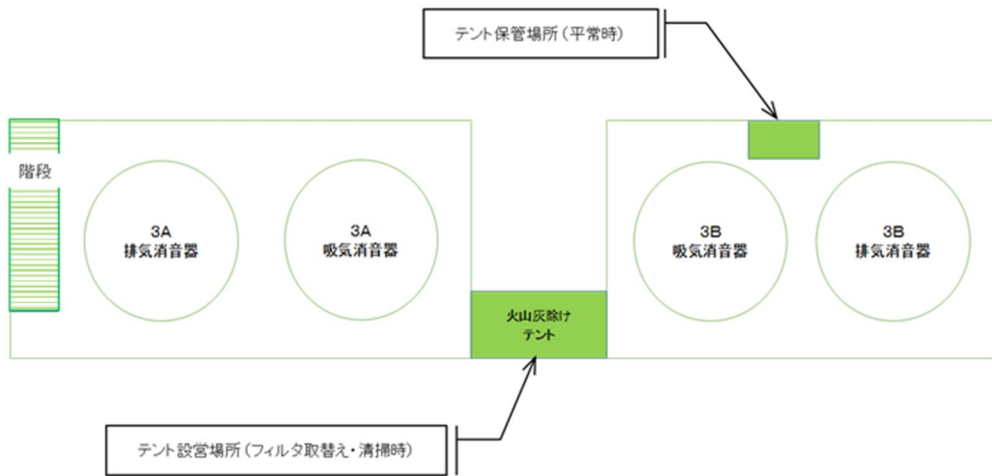 テント保管場所(平常時)
階段
3A
排気消音器
3A
吸気消音器
3B
吸気消音器
3B
排気消音器
火山灰除け
テント
テント設営場所(フィルタ取替え・清掃時)